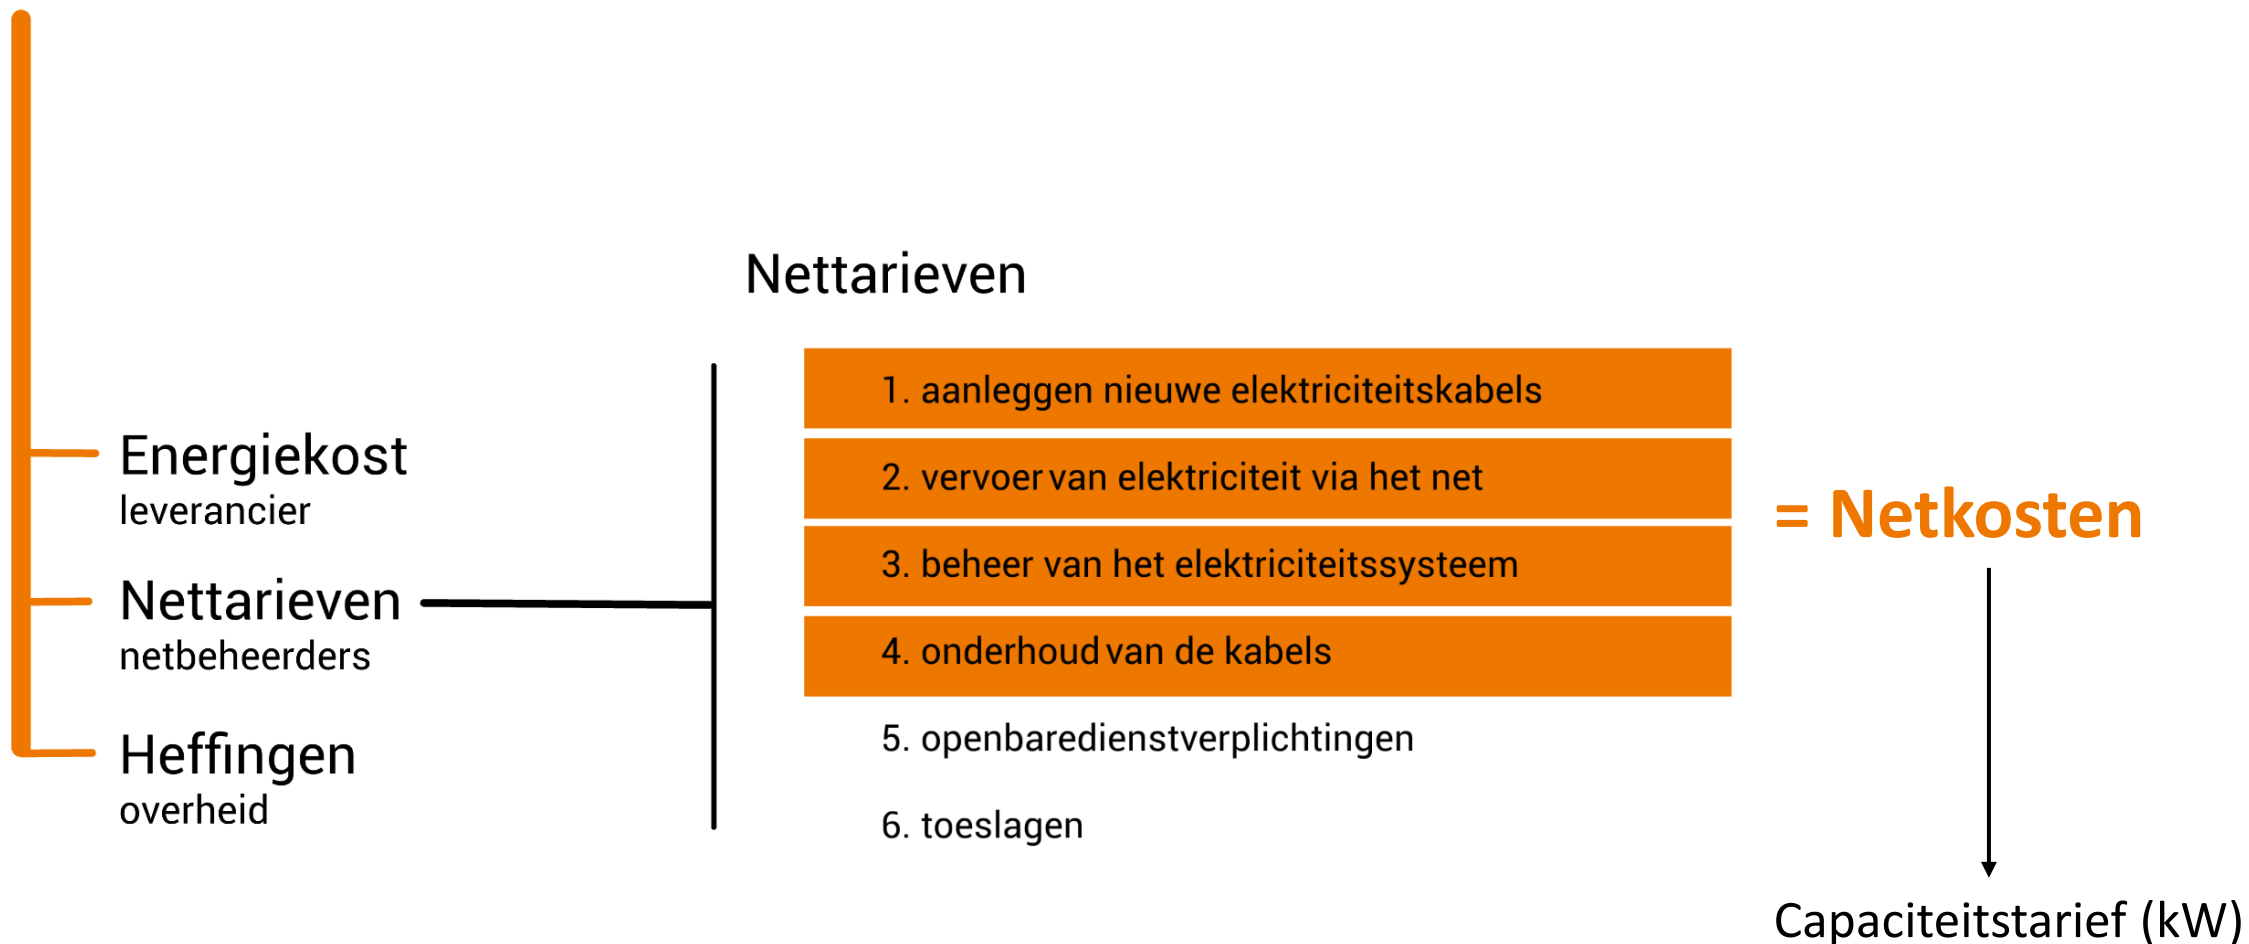 Energiekost
leverancier
Nettarieven
netbeheerders
Heffingen
overheid
Nettarieven
1. aanleggen nieuwe elektriciteitskabels
2. vervoer van elektriciteit via het net
3. beheer van het elektriciteitssysteem
4. onderhoud van de kabels
5. openbaredienstverplichtingen
6. toeslagen
= Netkosten
Capaciteitstarief (kW)